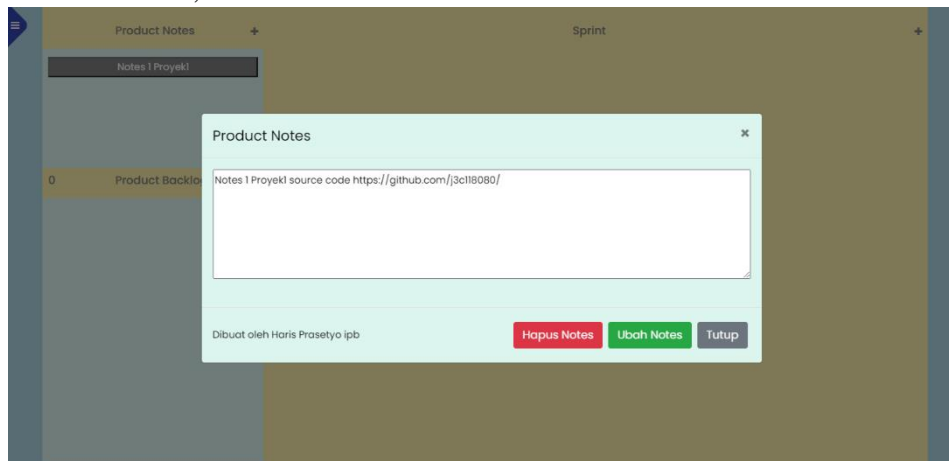 Product Notes +
Sprint +
Notes 1 Proyek1
Product Notes ×
Notes 1 Proyek1 source code https://github.com/j3c118080/
0 Product Backlo
Dibuat oleh Haris Prasetyo ipb
Hapus Notes Ubah Notes Tutup